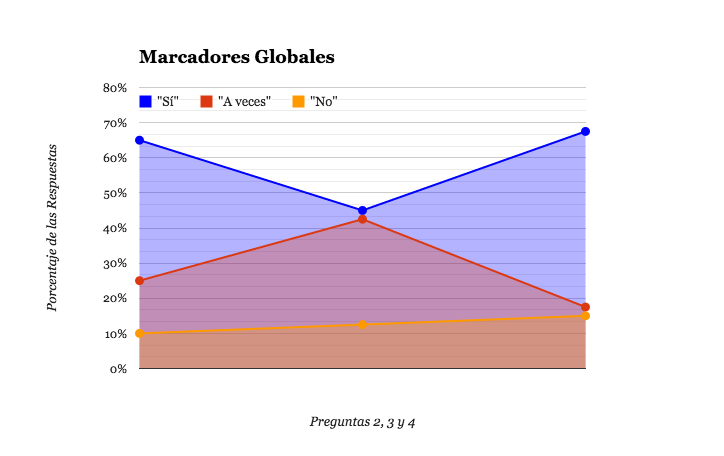 Marcadores Globales
80%
"Sí" "A veces" "No"
70%
60%
50%
40%
30%
20%
10%
0%
Porcentaje de las Respuestas
Preguntas 2, 3 y 4